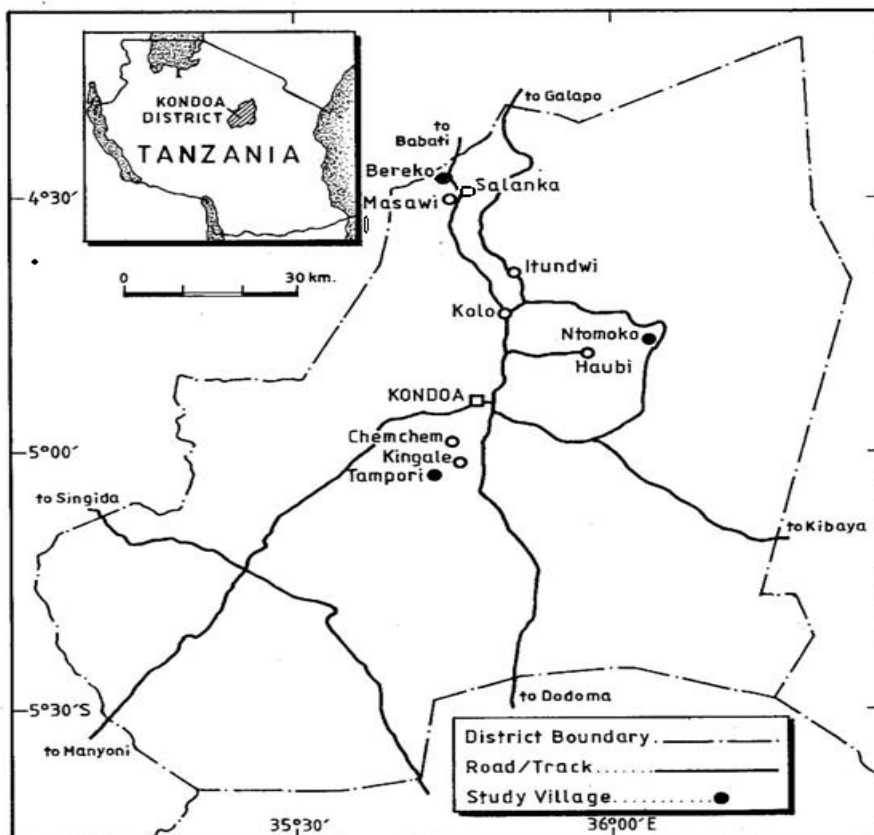 KONDOA
DISTRICT
TANZANIA
to Galapo
to
Babati
Bereko
Salanka
4°30′
Masawi
Itundwi
0 30 km.
Kolo
Ntomoko
Haubi
KONDOA
Chemchem
5°00′
Kingale
Tampori
to Singida
to Kibaya
to Dodoma
5°30′S
to Manyoni
District Boundary
Road/Track
Study Village
35°30′ 36°00′E